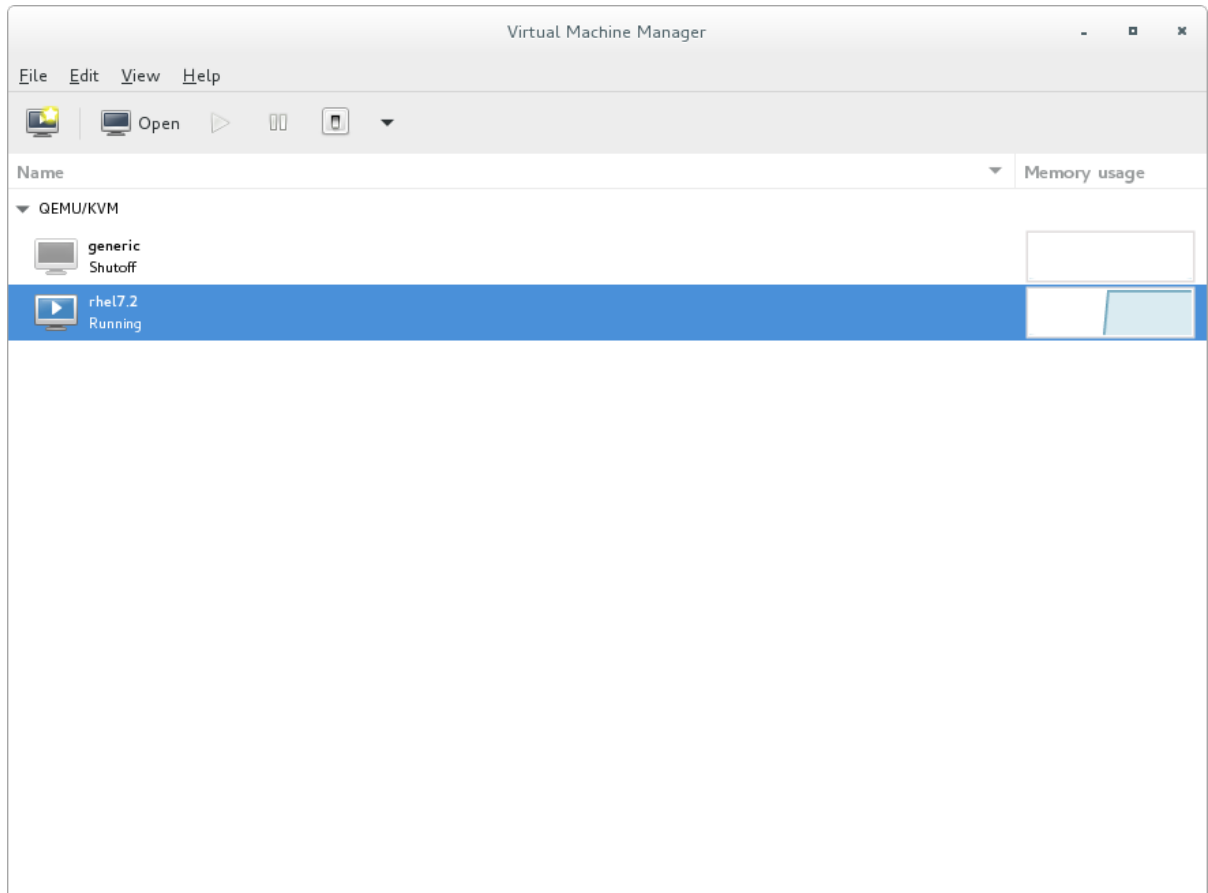 Virtual Machine Manager
File Edit View Help
Open
Name Memory usage
QEMU/KVM
generic
Shutoff
rhel7.2
Running